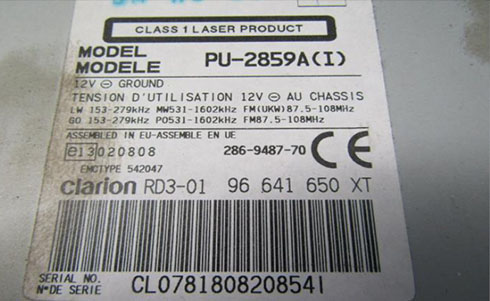 CLASS 1 LASER PRODUCT
MODEL
MODELE PU-2859A(I)
12V ⊖ GROUND
TENSION D'UTILISATION 12V ⊖ AU CHASSIS
LW 153-279kHz MW531-1602kHz FM(UKW)87.5-108MHz
GO 153-279kHz PO531-1602kHz FM87.5-108MHz
ASSEMBLED IN EU-ASSEMBLE EN UE
e13 020808 286-9487-70 CE
EMCTYPE 542047
clarion RD3-01 96 641 650 XT
SERIAL NO.
N° DE SERIE CL0781808208541